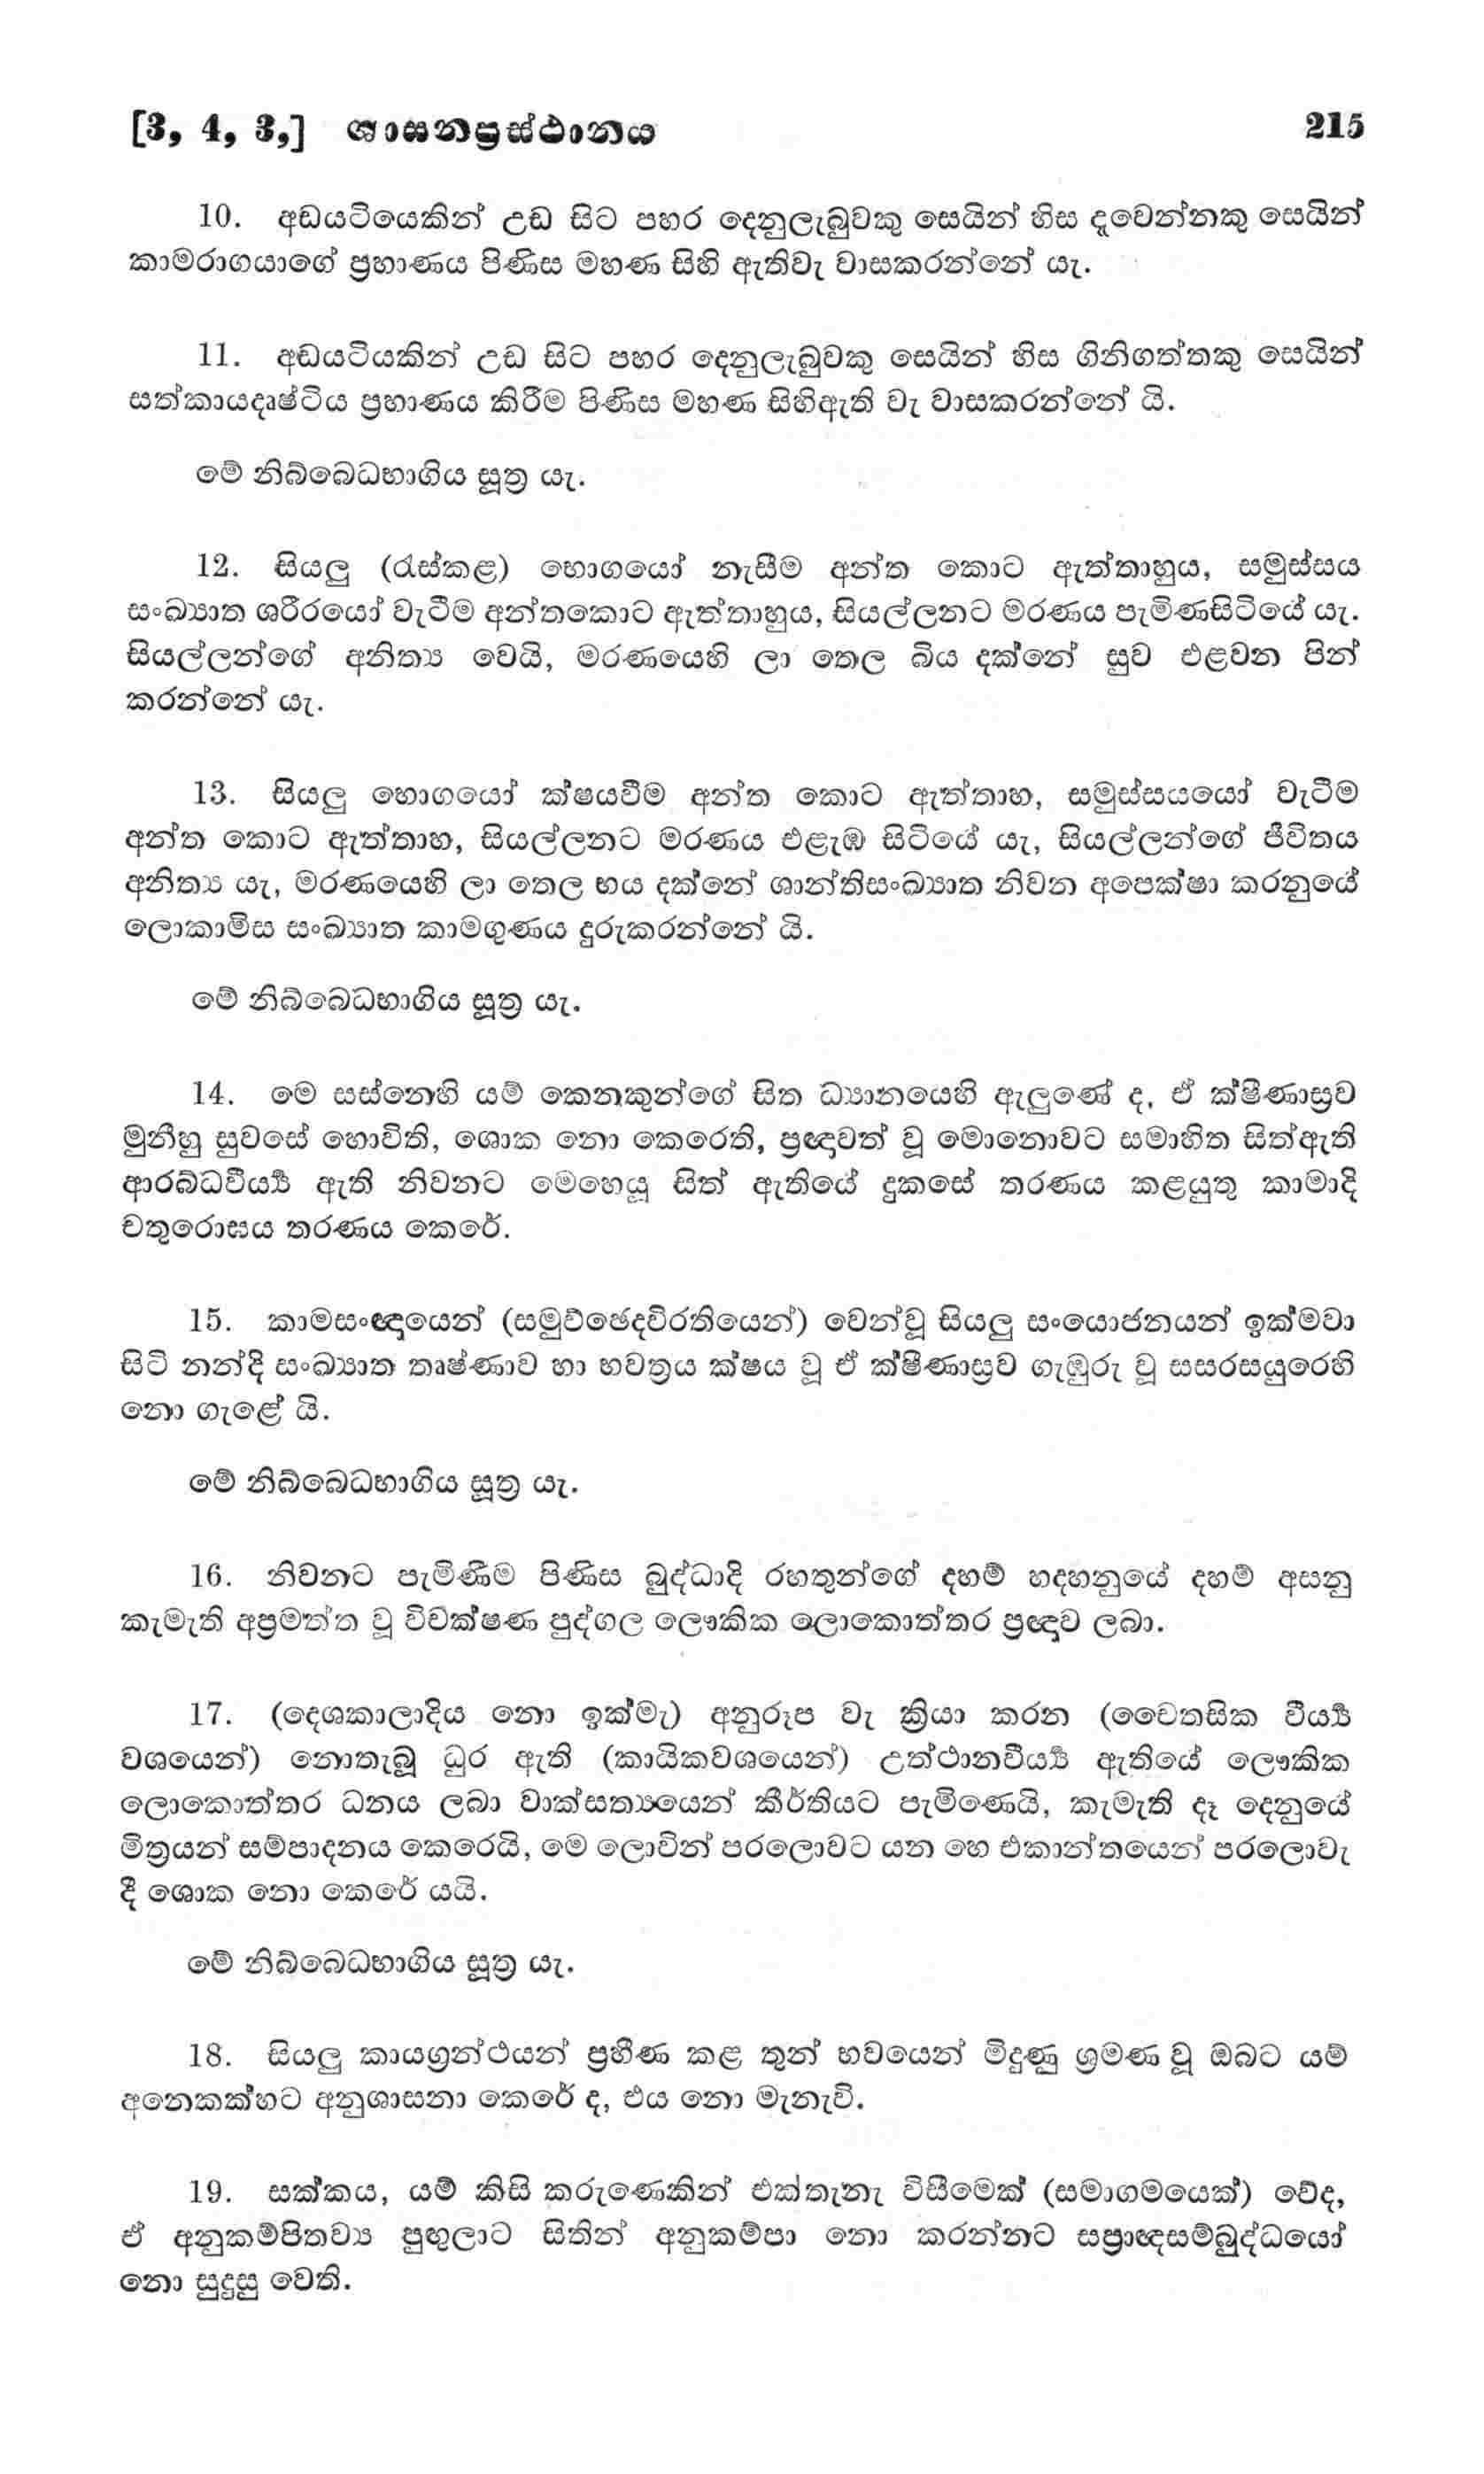 [3, 4, 3,] ශාසනප්‍රස්ථානය 215
10. අඩයටියෙකින් උඩ සිට පහර දෙනුලැබුවකු සෙයින් හිස දැවෙන්නකු සෙයින්
කාමරාගයාගේ ප්‍රහාණය පිණිස මහණ සිහි ඇතිවැ වාසකරන්නේ යැ.
11. අඩයටියකින් උඩ සිට පහර දෙනුලැබුවකු සෙයින් හිස ගිනිගත්තකු සෙයින්
සත්කායදෘෂ්ටිය ප්‍රහාණය කිරීම පිණිස මහණ සිහිඇති වැ වාසකරන්නේ යි.
මේ නිබ්බෙධභාගිය සූත්‍ර යැ.
12. සියලු (රැස්කළ) භොගයෝ නැසීම අන්ත කොට ඇත්තාහුය, සමුස්සය
සංඛ්‍යාත ශරීරයෝ වැටීම අන්තකොට ඇත්තාහුය, සියල්ලනට මරණය පැමිණසිටියේ යැ.
සියල්ලන්ගේ අනිත්‍ය වෙයි, මරණයෙහි ලා තෙල බිය දක්නේ සුව එළවන පින්
කරන්නේ යැ.
13. සියලු භොගයෝ ක්ෂයවීම අන්ත කොට ඇත්තාහ, සමුස්සයයෝ වැටීම
අන්ත කොට ඇත්තාහ, සියල්ලනට මරණය එළැඹ සිටියේ යැ, සියල්ලන්ගේ ජීවිතය
අනිත්‍ය යැ, මරණයෙහි ලා තෙල භය දක්නේ ශාන්තිසංඛ්‍යාත නිවන අපෙක්ෂා කරනුයේ
ලොකාමිස සංඛ්‍යාත කාමගුණය දුරුකරන්නේ යි.
මේ නිබ්බෙධභාගිය සූත්‍ර යැ.
14. මෙ සස්නෙහි යම් කෙනකුන්ගේ සිත ධ්‍යානයෙහි ඇලුණේ ද, ඒ ක්ෂීණාස්‍රව
මුනීහු සුවසේ හොවිති, ශොක නො කෙරෙති, ප්‍රඥාවත් වූ මොනොවට සමාහිත සිත්ඇති
ආරබ්ධවීර්‍ය්‍ය ඇති නිවනට මෙහෙයූ සිත් ඇතියේ දුකසේ තරණය කළයුතු කාමාදි
චතුරොඝය තරණය කෙරේ.
15. කාමසංඥායෙන් (සමුච්ඡෙදවිරතියෙන්) වෙන්වූ සියලු සංයොජනයන් ඉක්මවා
සිටි නන්දි සංඛ්‍යාත තෘෂ්ණාව හා භවත්‍රය ක්ෂය වූ ඒ ක්ෂීණාස්‍රව ගැඹුරු වූ සසරසයුරෙහි
නො ගැළේ යි.
මේ නිබ්බෙධභාගිය සූත්‍ර යැ.
16. නිවනට පැමිණීම පිණිස බුද්ධාදි රහතුන්ගේ දහම් හදහනුයේ දහම් අසනු
කැමැති අප්‍රමත්ත වූ විචක්ෂණ පුද්ගල ලෞකික ලොකොත්තර ප්‍රඥාව ලබා.
17. (දෙශකාලාදිය නො ඉක්මැ) අනුරූප වැ ක්‍රියා කරන (චෛතසික වීර්‍ය්‍ය
වශයෙන්) නොතැබූ ධුර ඇති (කායිකවශයෙන්) උත්ථානවීර්‍ය්‍ය ඇතියේ ලෞකික
ලොකොත්තර ධනය ලබා වාක්සත්‍යයෙන් කීර්තියට පැමිණෙයි, කැමැති දෑ දෙනුයේ
මිත්‍රයන් සම්පාදනය කෙරෙයි, මෙ ලොවින් පරලොවට යන හෙ එකාන්තයෙන් පරලොවැ
දී ශොක නො කෙරේ යයි.
මේ නිබ්බෙධභාගිය සූත්‍ර යැ.
18. සියලු කායග්‍රන්ථයන් ප්‍රහීණ කළ තුන් භවයෙන් මිදුණු ශ්‍රමණ වූ ඔබට යම්
අනෙකක්හට අනුශාසනා කෙරේ ද, එය නො මැනැවි.
19. සක්කය, යම් කිසි කරුණෙකින් එක්තැනැ විසීමෙක් (සමාගමයෙක්) වේද,
ඒ අනුකම්පිතව්‍ය පුඟුලාට සිතින් අනුකම්පා නො කරන්නට සප්‍රාඥසම්බුද්ධයෝ
නො සුදුසු වෙති.